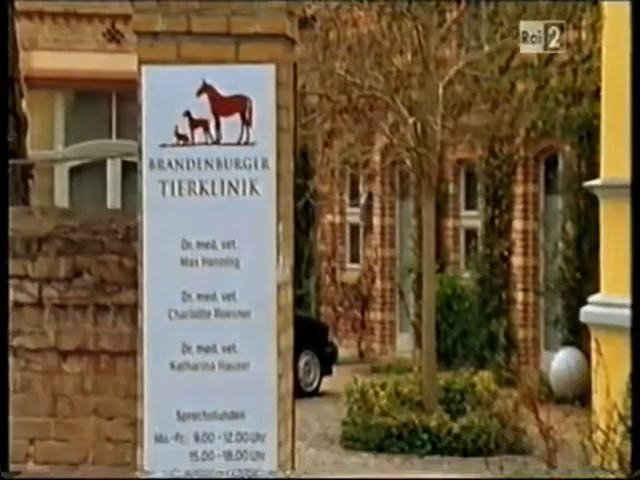 Rai 2
BRANDENBURGER
TIERKLINIK
Dr. med. vet.
Max Henning
Dr. med. vet.
Charlotte Roesner
Dr. med. vet.
Katharina Hauser
Sprechstunden
Mo.-Fr.: 9.00 - 12.00 Uhr
15.00 - 18.00 Uhr